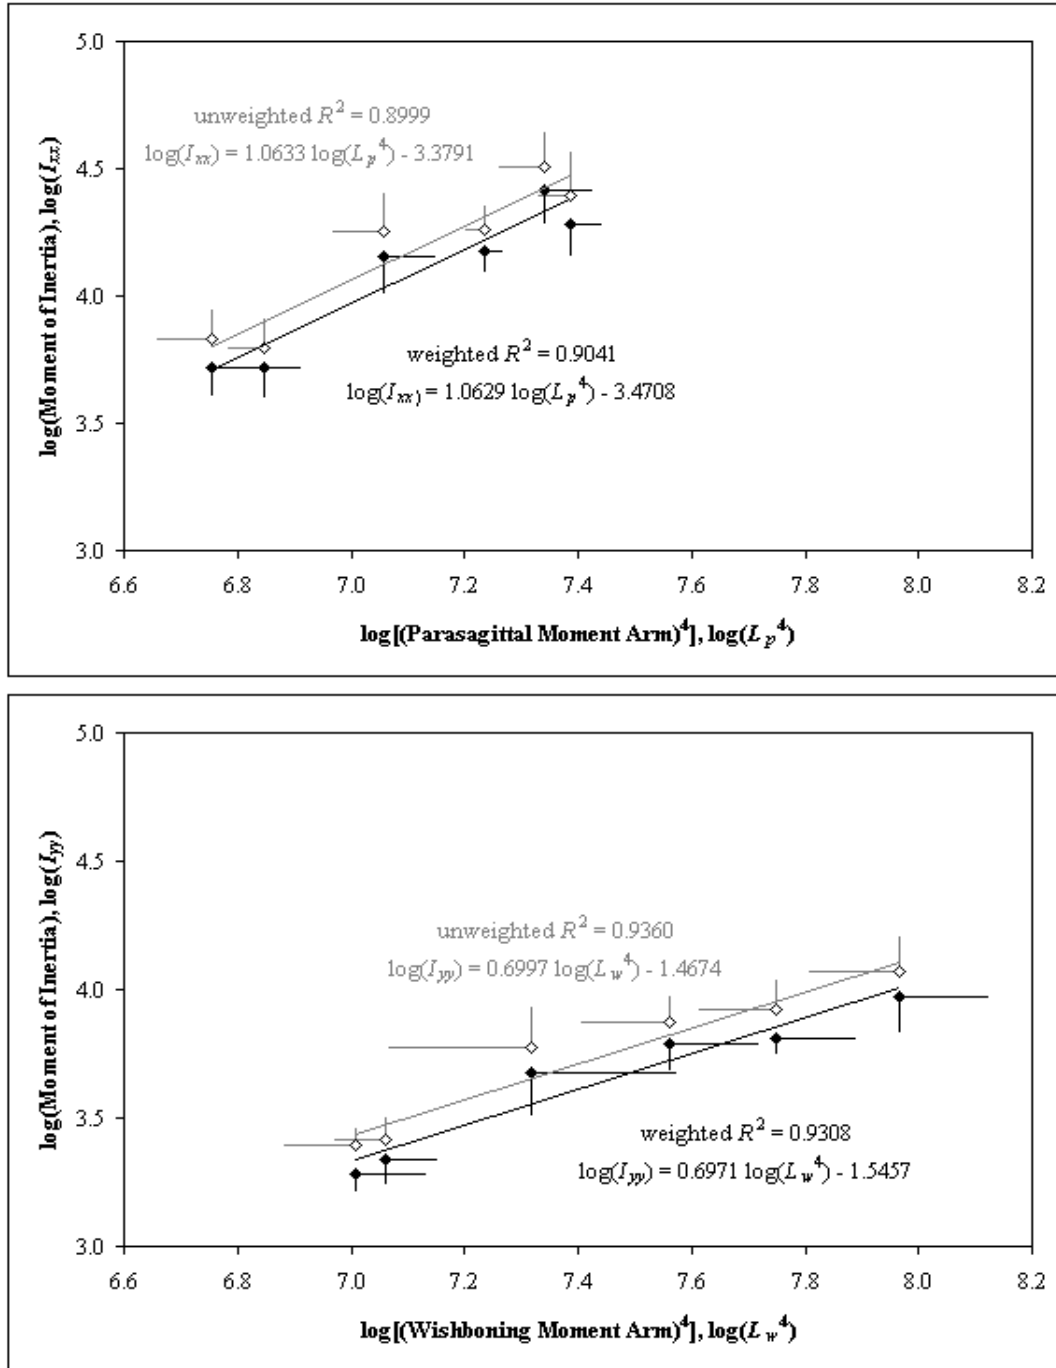 5.0
unweighted R² = 0.8999
log(Ixx) = 1.0633 log(Lp⁴) - 3.3791
4.5
log(Moment of Inertia), log(Ixx)
4.0
weighted R² = 0.9041
log(Ixx) = 1.0629 log(Lp⁴) - 3.4708
3.5
3.0
6.6 6.8 7.0 7.2 7.4 7.6 7.8 8.0 8.2
log[(Parasagittal Moment Arm)⁴], log(Lp⁴)
5.0
4.5
log(Moment of Inertia), log(Iyy)
unweighted R² = 0.9360
log(Iyy) = 0.6997 log(Lw⁴) - 1.4674
4.0
3.5
weighted R² = 0.9308
log(Iyy) = 0.6971 log(Lw⁴) - 1.5457
3.0
6.6 6.8 7.0 7.2 7.4 7.6 7.8 8.0 8.2
log[(Wishboning Moment Arm)⁴], log(Lw⁴)